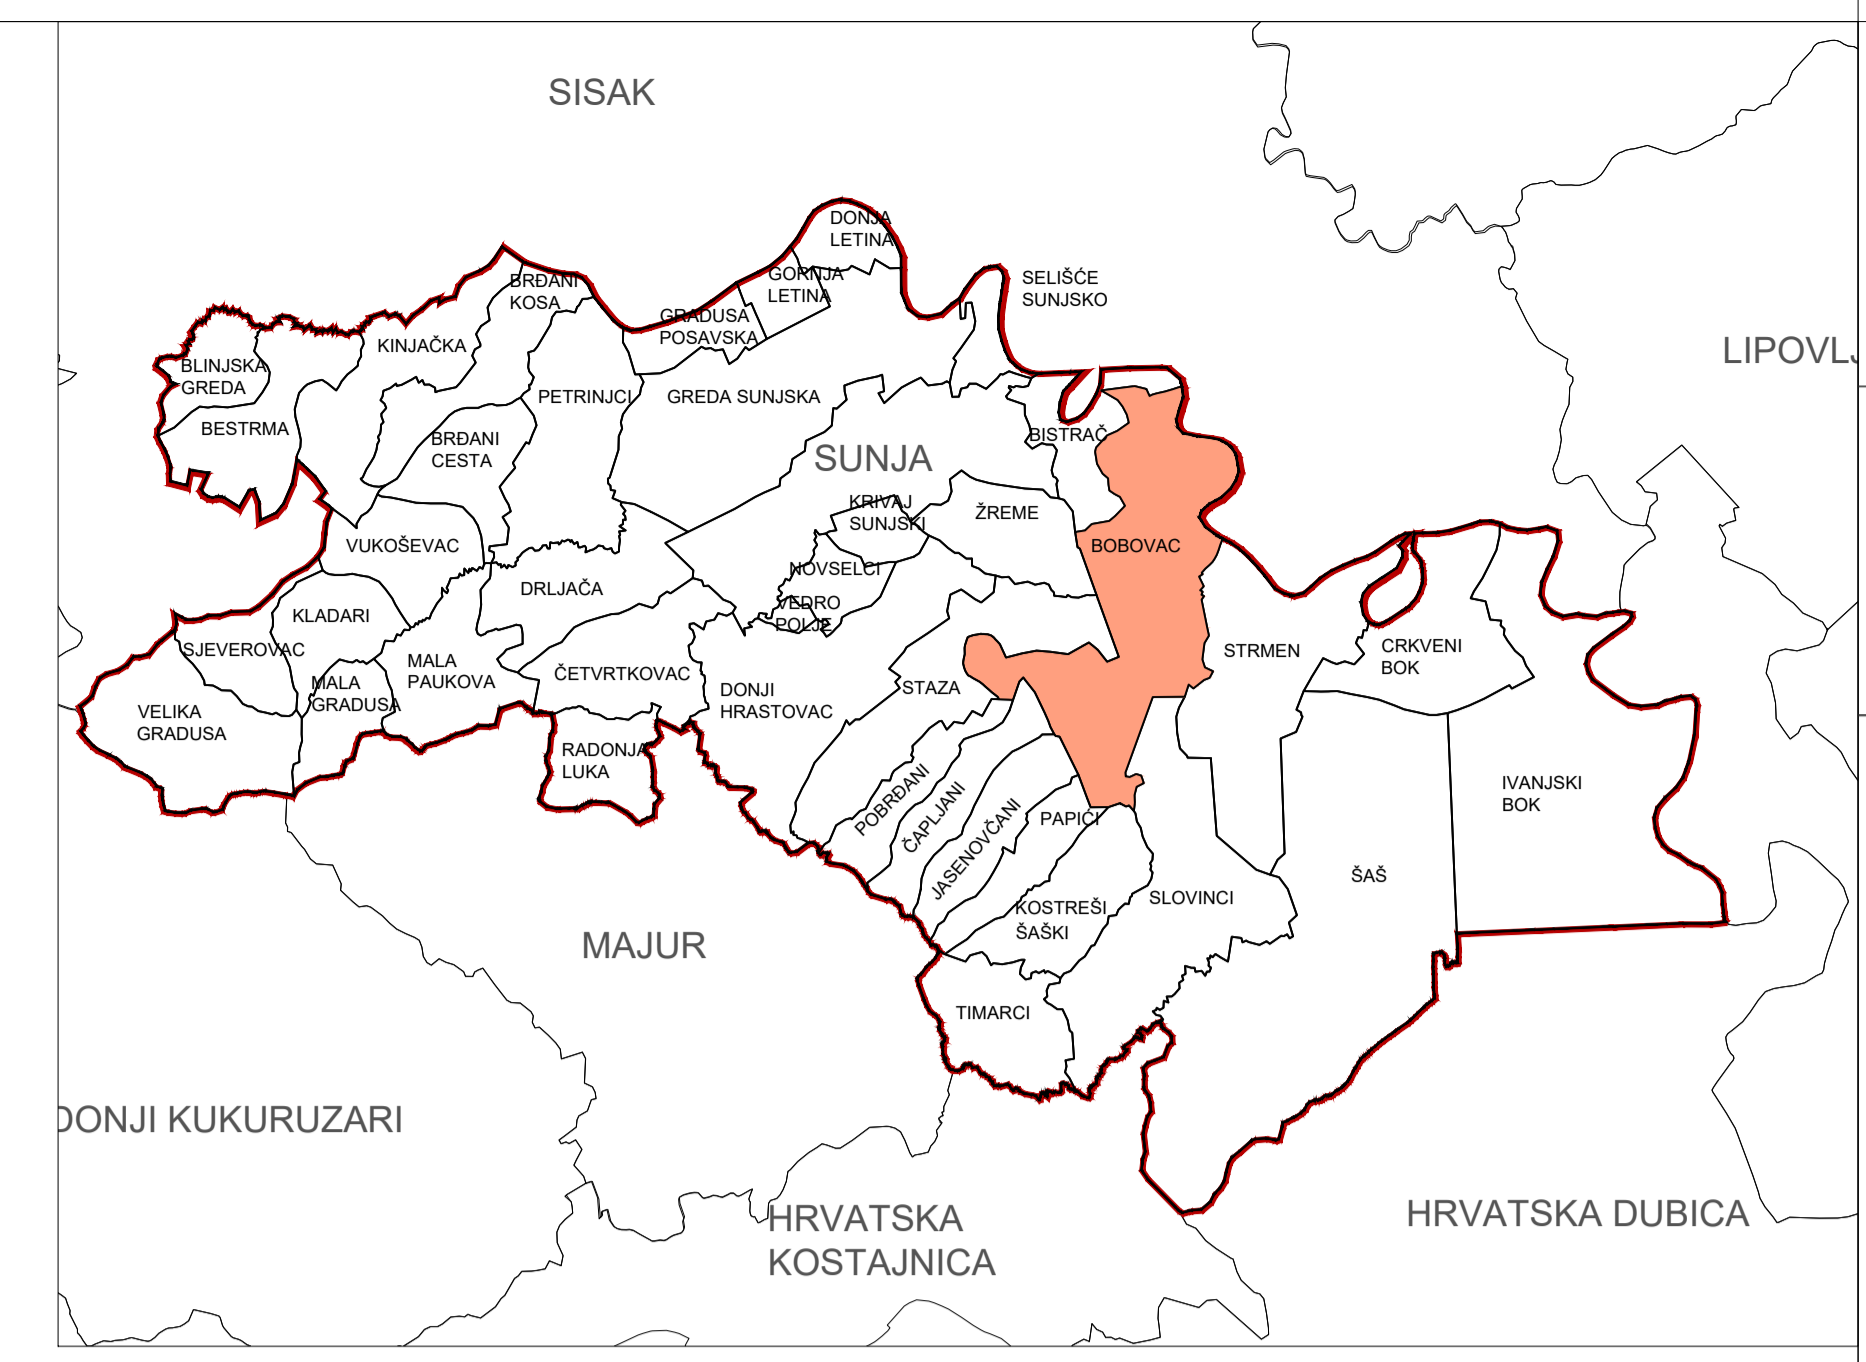 SISAK
DONJA
LETINA
GORNJA
LETINA
SELIŠĆE
SUNJSKO
BRĐANI
KOSA
GRADUSA
POSAVSKA
KINJAČKA
LIPOVLJ
BLINJSKA
GREDA
PETRINJCI
GREDA SUNJSKA
BESTRMA
BRĐANI
CESTA
BISTRAČ
SUNJA
KRIVAJ
SUNJSKI
ŽREME
VUKOŠEVAC
BOBOVAC
NOVSELCI
DRLJAČA
VEDRO
POLJE
KLADARI
SJEVEROVAC
STRMEN
CRKVENI
BOK
MALA
PAUKOVA
ČETVRTKOVAC
MALA
GRADUSA
DONJI
HRASTOVAC
STAZA
VELIKA
GRADUSA
RADONJA
LUKA
IVANJSKI
BOK
POBRĐANI
ČAPLJANI
JASENOVČANI
PAPIĆI
ŠAŠ
SLOVINCI
KOSTREŠI
ŠAŠKI
MAJUR
TIMARCI
DONJI KUKURUZARI
HRVATSKA
KOSTAJNICA
HRVATSKA DUBICA